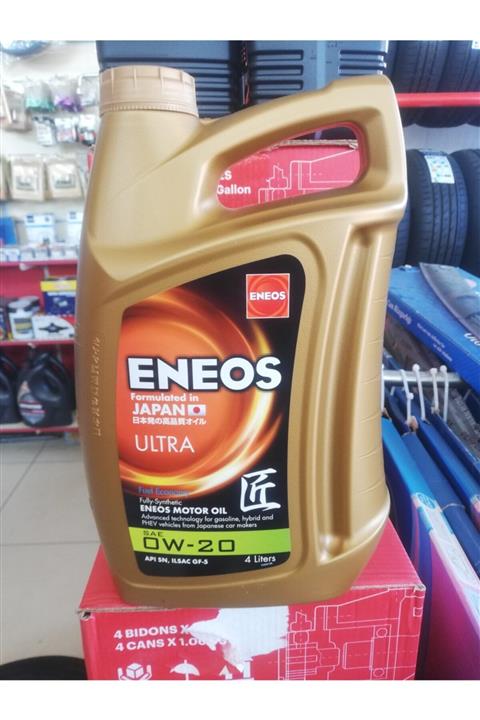 Gallon
ENEOS
ENEOS
Formulated in
JAPAN
日本発の高品質オイル
ULTRA
Fuel Economy
Fully-Synthetic
ENEOS MOTOR OIL
Advanced technology for gasoline, hybrid and
PHEV vehicles from Japanese car makers
匠
SAE
0W-20
API SN, ILSAC GF-5
4 Liters
4 BIDONS X
4 CANS X